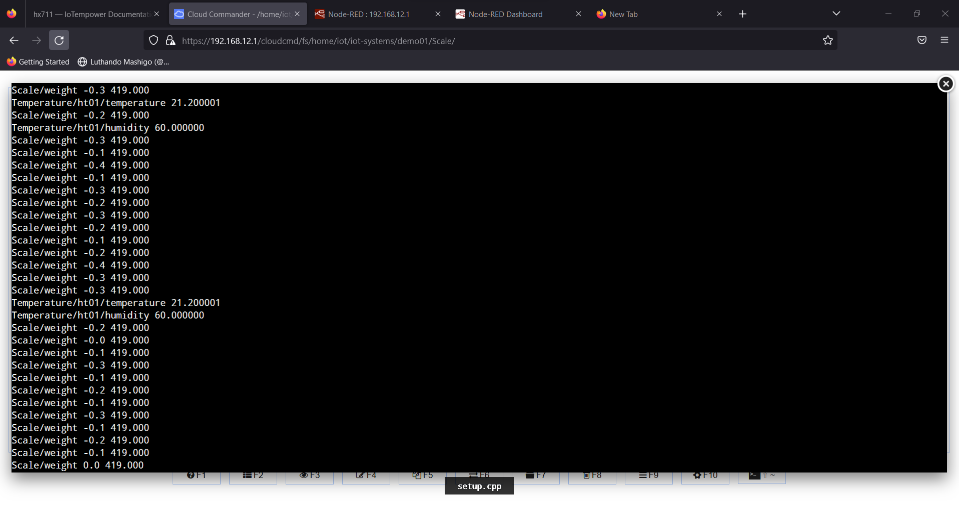 hx711 — IoTempower Documentat
Cloud Commander - /home/io
Node-RED : 192.168.12.1
Node-RED Dashboard
New Tab
https://192.168.12.1/cloudcmd/fs/home/iot/iot-systems/demo01/Scale/
Getting Started
Luthando Mashigo (@...
Scale/weight -0.3 419.000
Temperature/ht01/temperature 21.200001
Scale/weight -0.2 419.000
Temperature/ht01/humidity 60.000000
Scale/weight -0.3 419.000
Scale/weight -0.1 419.000
Scale/weight -0.4 419.000
Scale/weight -0.1 419.000
Scale/weight -0.3 419.000
Scale/weight -0.2 419.000
Scale/weight -0.3 419.000
Scale/weight -0.2 419.000
Scale/weight -0.1 419.000
Scale/weight -0.2 419.000
Scale/weight -0.4 419.000
Scale/weight -0.3 419.000
Scale/weight -0.3 419.000
Temperature/ht01/temperature 21.200001
Temperature/ht01/humidity 60.000000
Scale/weight -0.2 419.000
Scale/weight -0.0 419.000
Scale/weight -0.1 419.000
Scale/weight -0.3 419.000
Scale/weight -0.1 419.000
Scale/weight -0.2 419.000
Scale/weight -0.1 419.000
Scale/weight -0.3 419.000
Scale/weight -0.1 419.000
Scale/weight -0.2 419.000
Scale/weight -0.1 419.000
Scale/weight 0.0 419.000
F1 F2 F3 F4 F5 F6 F7 F8 F9 F10 ~
setup.cpp